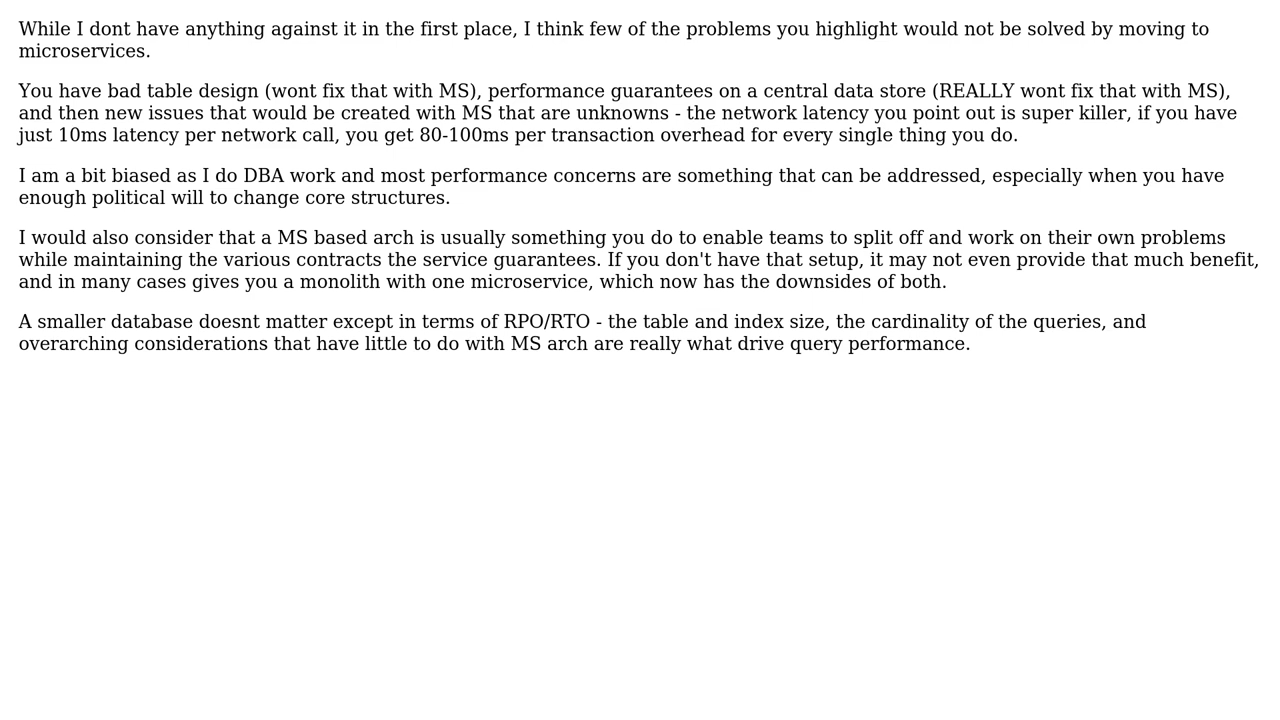 While I dont have anything against it in the first place, I think few of the problems you highlight would not be solved by moving to
microservices.
You have bad table design (wont fix that with MS), performance guarantees on a central data store (REALLY wont fix that with MS),
and then new issues that would be created with MS that are unknowns - the network latency you point out is super killer, if you have
just 10ms latency per network call, you get 80-100ms per transaction overhead for every single thing you do.
I am a bit biased as I do DBA work and most performance concerns are something that can be addressed, especially when you have
enough political will to change core structures.
I would also consider that a MS based arch is usually something you do to enable teams to split off and work on their own problems
while maintaining the various contracts the service guarantees. If you don't have that setup, it may not even provide that much benefit,
and in many cases gives you a monolith with one microservice, which now has the downsides of both.
A smaller database doesnt matter except in terms of RPO/RTO - the table and index size, the cardinality of the queries, and
overarching considerations that have little to do with MS arch are really what drive query performance.